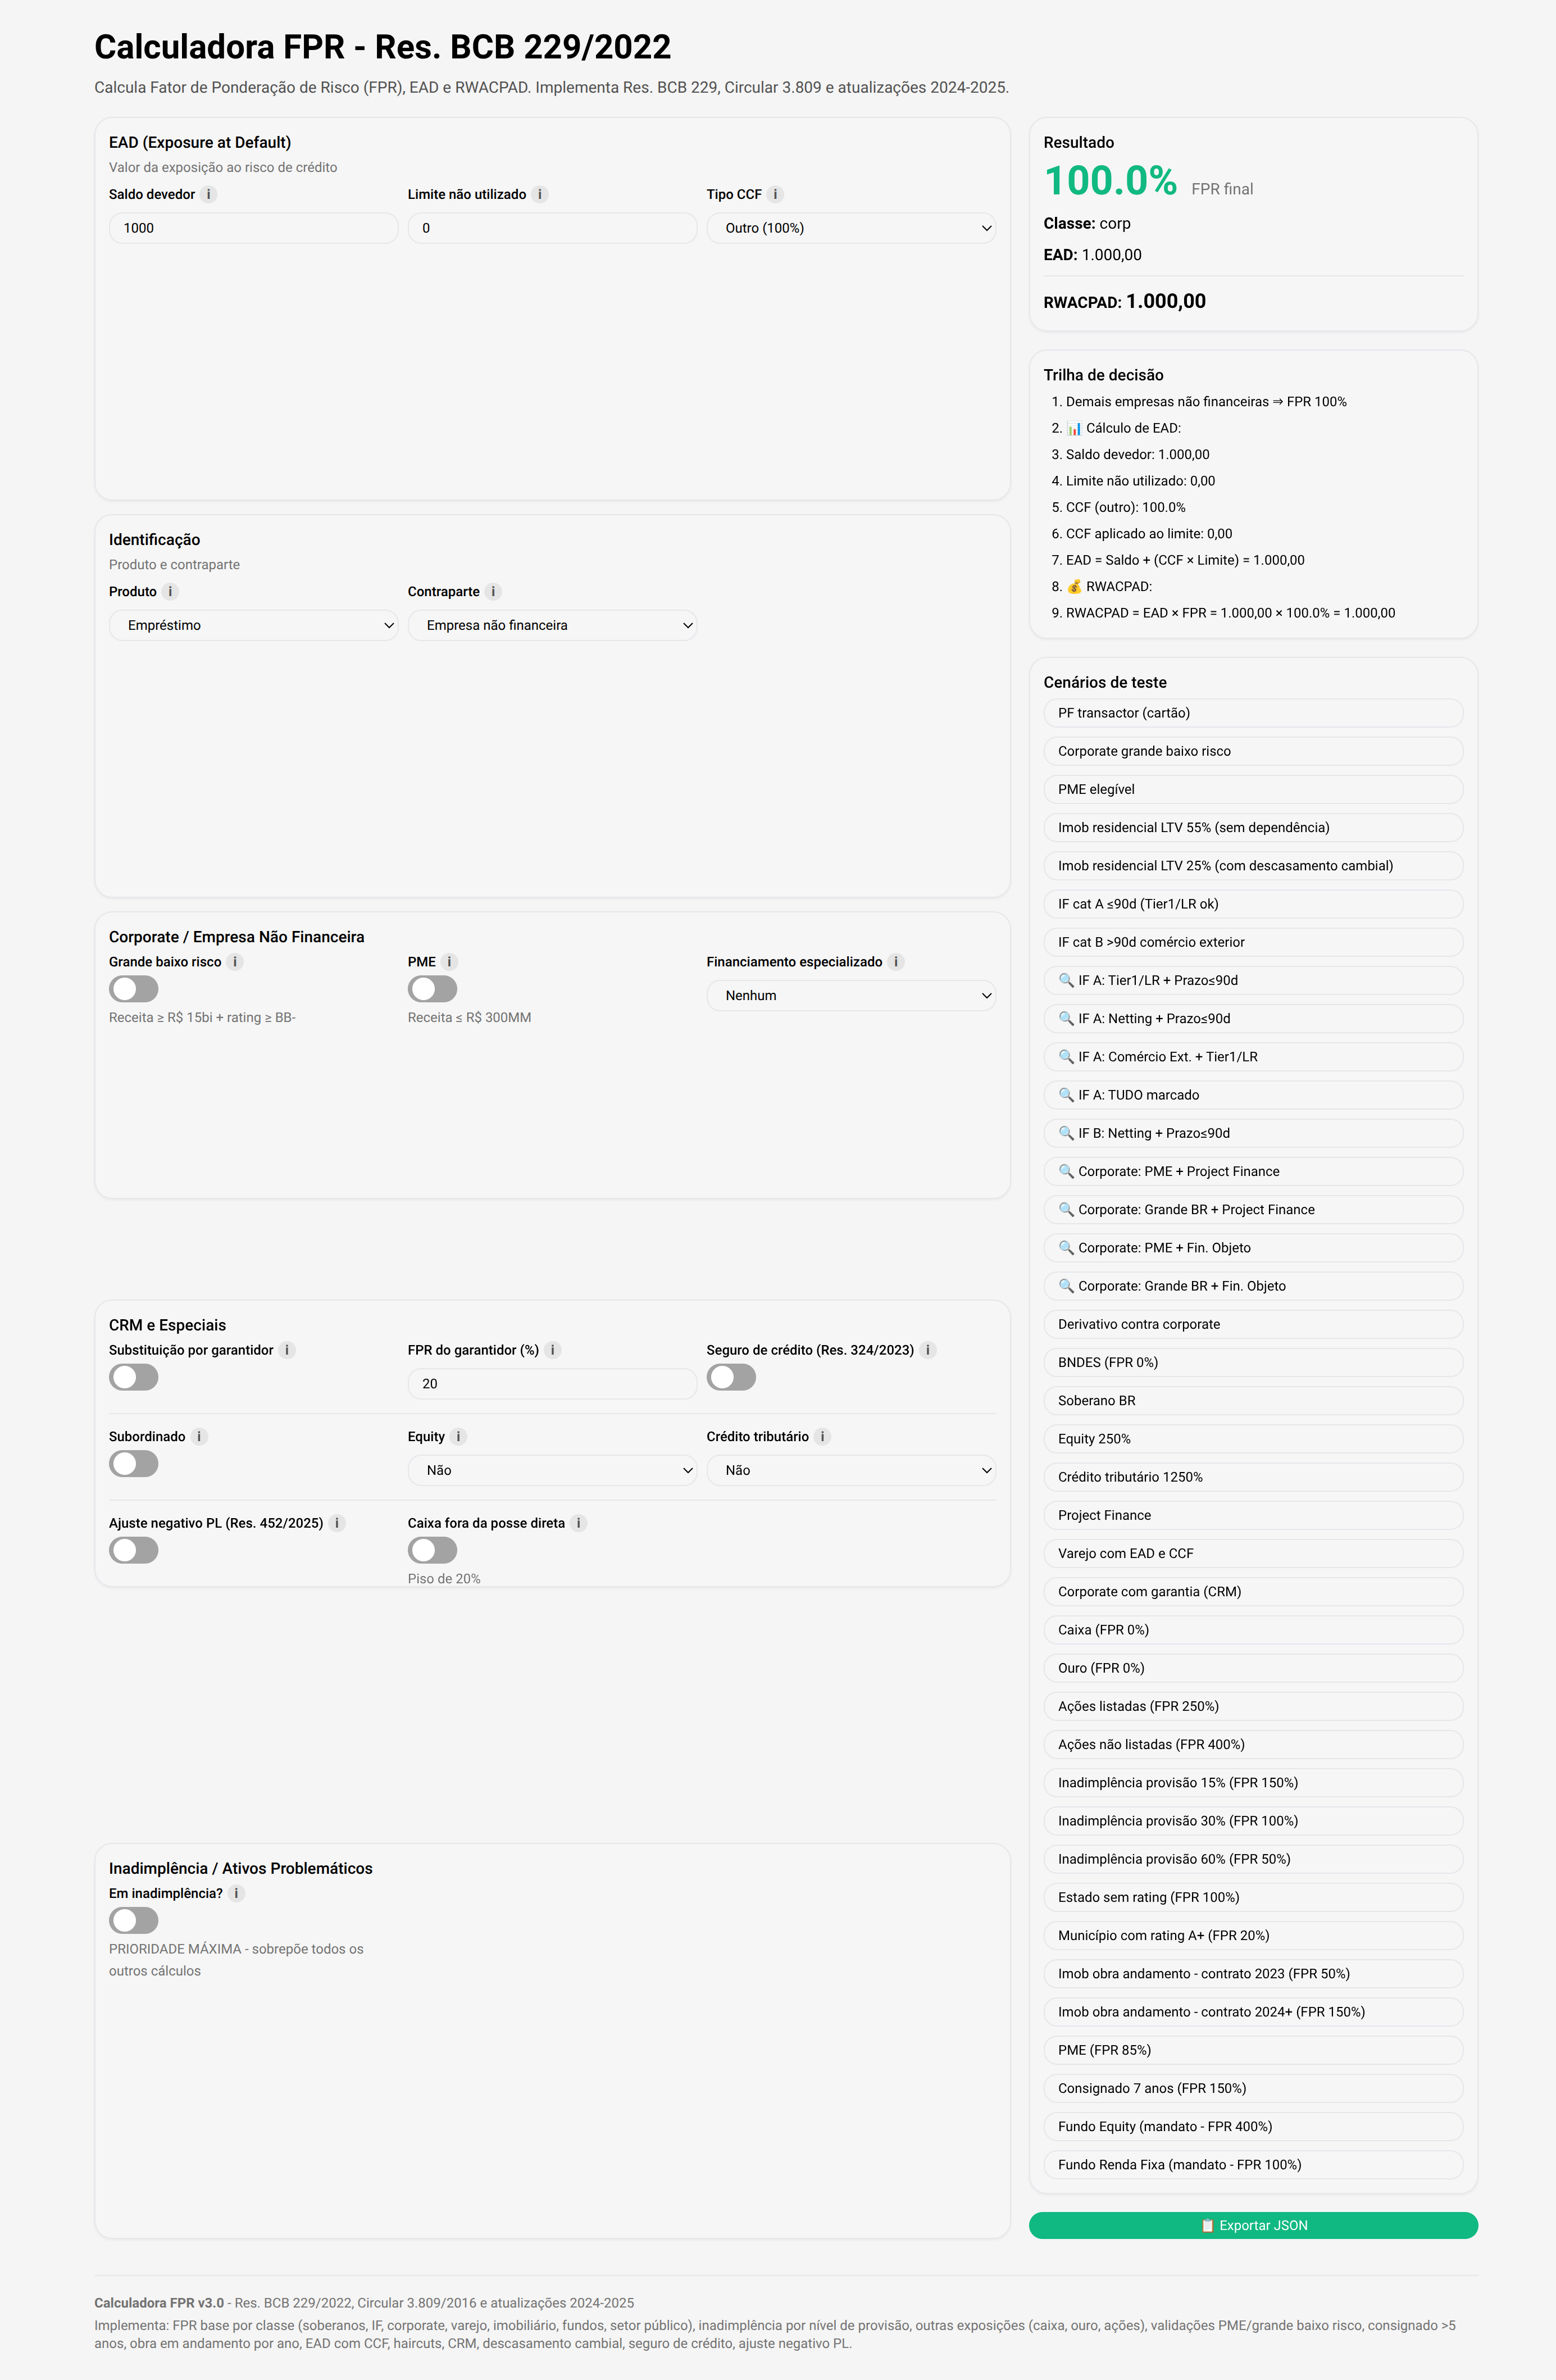 Calculadora FPR - Res. BCB 229/2022
Calcula Fator de Ponderação de Risco (FPR), EAD e RWACPAD. Implementa Res. BCB 229, Circular 3.809 e atualizações 2024-2025.
EAD (Exposure at Default)
Valor da exposição ao risco de crédito
Saldo devedor i
Limite não utilizado i
Tipo CCF i
1000
0
Outro (100%)
Identificação
Produto e contraparte
Produto i
Contraparte i
Empréstimo
Empresa não financeira
Corporate / Empresa Não Financeira
Grande baixo risco i
PME i
Financiamento especializado i
Nenhum
Receita ≥ R$ 15bi + rating ≥ BB-
Receita ≤ R$ 300MM
CRM e Especiais
Substituição por garantidor i
FPR do garantidor (%) i
Seguro de crédito (Res. 324/2023) i
20
Subordinado i
Equity i
Crédito tributário i
Não
Não
Ajuste negativo PL (Res. 452/2025) i
Caixa fora da posse direta i
Piso de 20%
Inadimplência / Ativos Problemáticos
Em inadimplência? i
PRIORIDADE MÁXIMA - sobrepõe todos os
outros cálculos
Resultado
100.0% FPR final
Classe: corp
EAD: 1.000,00
RWACPAD: 1.000,00
Trilha de decisão
1. Demais empresas não financeiras ⇒ FPR 100%
2. 📊 Cálculo de EAD:
3. Saldo devedor: 1.000,00
4. Limite não utilizado: 0,00
5. CCF (outro): 100.0%
6. CCF aplicado ao limite: 0,00
7. EAD = Saldo + (CCF × Limite) = 1.000,00
8. 💰 RWACPAD:
9. RWACPAD = EAD × FPR = 1.000,00 × 100.0% = 1.000,00
Cenários de teste
PF transactor (cartão)
Corporate grande baixo risco
PME elegível
Imob residencial LTV 55% (sem dependência)
Imob residencial LTV 25% (com descasamento cambial)
IF cat A ≤90d (Tier1/LR ok)
IF cat B >90d comércio exterior
🔍 IF A: Tier1/LR + Prazo≤90d
🔍 IF A: Netting + Prazo≤90d
🔍 IF A: Comércio Ext. + Tier1/LR
🔍 IF A: TUDO marcado
🔍 IF B: Netting + Prazo≤90d
🔍 Corporate: PME + Project Finance
🔍 Corporate: Grande BR + Project Finance
🔍 Corporate: PME + Fin. Objeto
🔍 Corporate: Grande BR + Fin. Objeto
Derivativo contra corporate
BNDES (FPR 0%)
Soberano BR
Equity 250%
Crédito tributário 1250%
Project Finance
Varejo com EAD e CCF
Corporate com garantia (CRM)
Caixa (FPR 0%)
Ouro (FPR 0%)
Ações listadas (FPR 250%)
Ações não listadas (FPR 400%)
Inadimplência provisão 15% (FPR 150%)
Inadimplência provisão 30% (FPR 100%)
Inadimplência provisão 60% (FPR 50%)
Estado sem rating (FPR 100%)
Município com rating A+ (FPR 20%)
Imob obra andamento - contrato 2023 (FPR 50%)
Imob obra andamento - contrato 2024+ (FPR 150%)
PME (FPR 85%)
Consignado 7 anos (FPR 150%)
Fundo Equity (mandato - FPR 400%)
Fundo Renda Fixa (mandato - FPR 100%)
📋 Exportar JSON
Calculadora FPR v3.0 - Res. BCB 229/2022, Circular 3.809/2016 e atualizações 2024-2025
Implementa: FPR base por classe (soberanos, IF, corporate, varejo, imobiliário, fundos, setor público), inadimplência por nível de provisão, outras exposições (caixa, ouro, ações), validações PME/grande baixo risco, consignado >5
anos, obra em andamento por ano, EAD com CCF, haircuts, CRM, descasamento cambial, seguro de crédito, ajuste negativo PL.